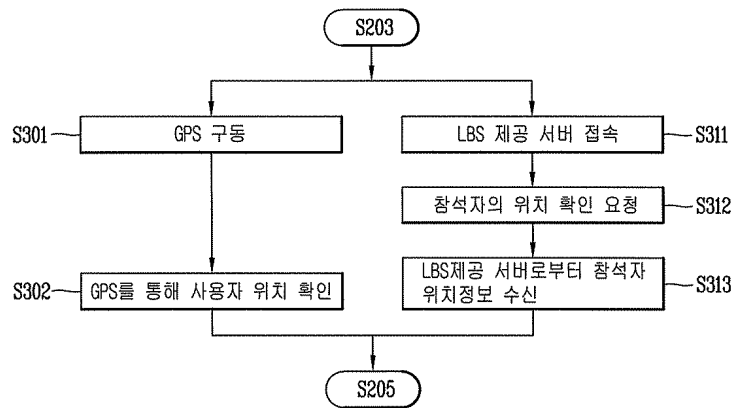 S203
S301
GPS 구동
LBS 제공 서버 접속
S311
참석자의 위치 확인 요청
S312
S302
GPS를 통해 사용자 위치 확인
LBS제공 서버로부터 참석자
위치정보 수신
S313
S205